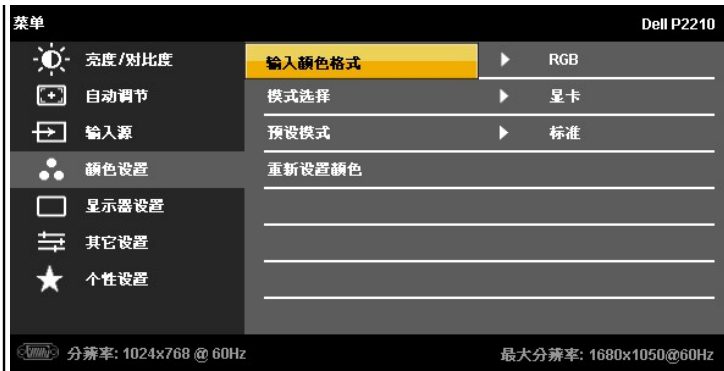 菜单 Dell P2210
亮度/对比度
自动调节
输入源
颜色设置
显示器设置
其它设置
个性设置
输入颜色格式 RGB
模式选择 显卡
预设模式 标准
重新设置颜色
分辨率: 1024x768 @ 60Hz 最大分辨率: 1680x1050@60Hz